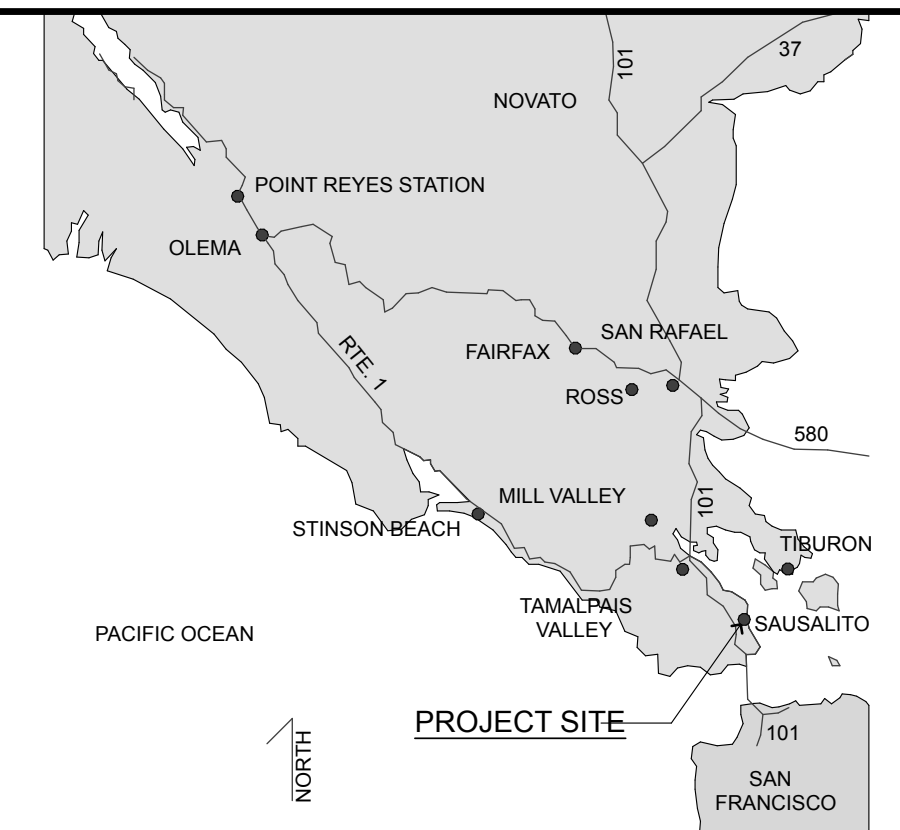 37
101
NOVATO
POINT REYES STATION
OLEMA
SAN RAFAEL
FAIRFAX
RTE. 1
ROSS
580
MILL VALLEY
101
STINSON BEACH
TIBURON
TAMALPAIS
VALLEY
SAUSALITO
PACIFIC OCEAN
PROJECT SITE
101
NORTH
SAN
FRANCISCO